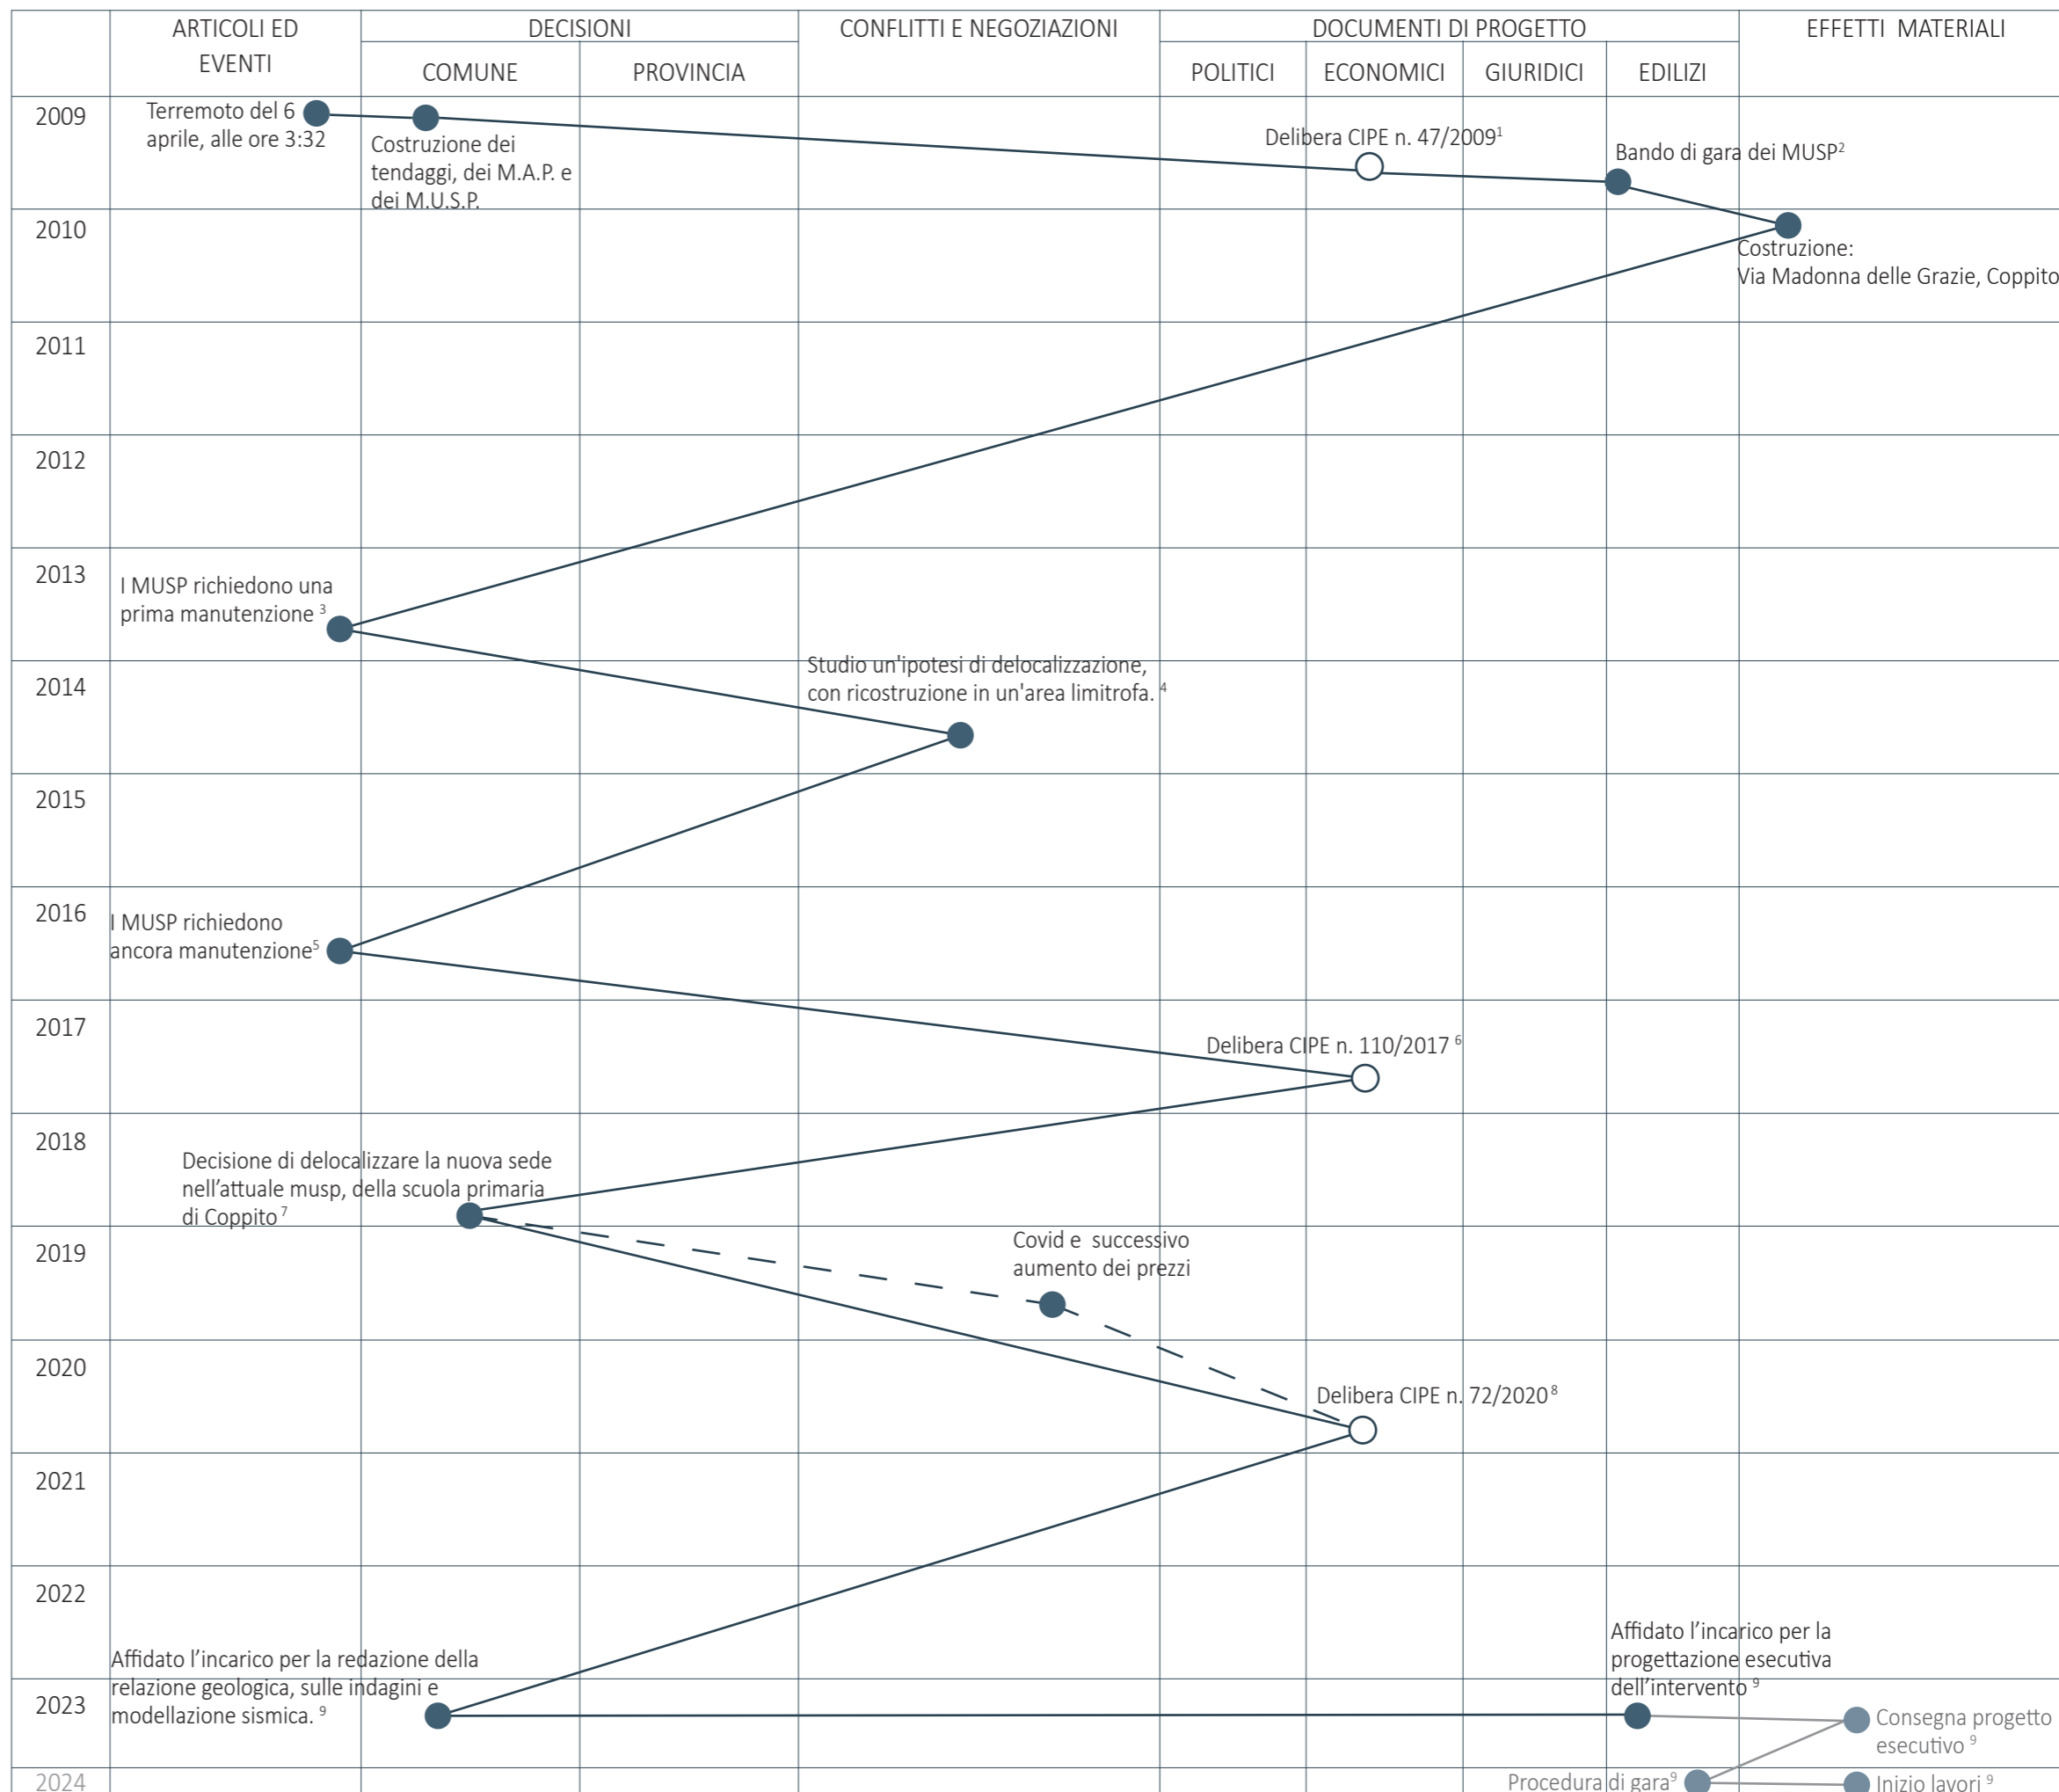 ARTICOLI ED
EVENTI
DECISIONI
COMUNE
PROVINCIA
CONFLITTI E NEGOZIAZIONI
DOCUMENTI DI PROGETTO
POLITICI
ECONOMICI
GIURIDICI
EDILIZI
EFFETTI MATERIALI
2009
Terremoto del 6
aprile, alle ore 3:32
Costruzione dei
tendaggi, dei M.A.P. e
dei M.U.S.P.
Delibera CIPE n. 47/2009¹
Bando di gara dei MUSP²
2010
Costruzione:
Via Madonna delle Grazie, Coppito
2011
2012
2013
I MUSP richiedono una
prima manutenzione ³
2014
Studio un'ipotesi di delocalizzazione,
con ricostruzione in un'area limitrofa. ⁴
2015
2016
I MUSP richiedono
ancora manutenzione⁵
2017
Delibera CIPE n. 110/2017 ⁶
2018
Decisione di delocalizzare la nuova sede
nell’attuale musp, della scuola primaria
di Coppito ⁷
2019
Covid e successivo
aumento dei prezzi
2020
Delibera CIPE n. 72/2020 ⁸
2021
2022
2023
Affidato l’incarico per la redazione della
relazione geologica, sulle indagini e
modellazione sismica. ⁹
Affidato l’incarico per la
progettazione esecutiva
dell’intervento ⁹
Consegna progetto
esecutivo ⁹
2024
Procedura di gara⁹
Inizio lavori ⁹